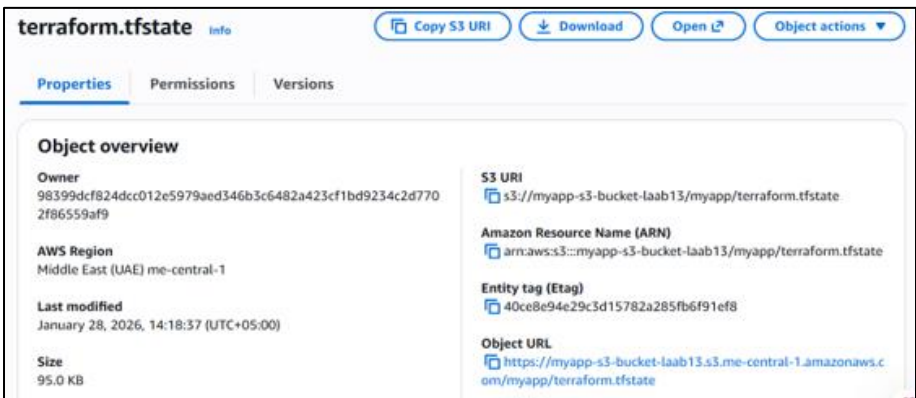 terraform.tfstate Info
Copy S3 URI
Download
Open
Object actions
Properties
Permissions
Versions
Object overview
Owner
98399dcf824dcc012e5979aed346b3c6482a423cf1bd9234c2d770
2f86559af9
AWS Region
Middle East (UAE) me-central-1
Last modified
January 28, 2026, 14:18:37 (UTC+05:00)
Size
95.0 KB
S3 URI
s3://myapp-s3-bucket-laab13/myapp/terraform.tfstate
Amazon Resource Name (ARN)
arn:aws:s3:::myapp-s3-bucket-laab13/myapp/terraform.tfstate
Entity tag (Etag)
40ce8e94e29c3d15782a285fb6f91ef8
Object URL
https://myapp-s3-bucket-laab13.s3.me-central-1.amazonaws.c
om/myapp/terraform.tfstate